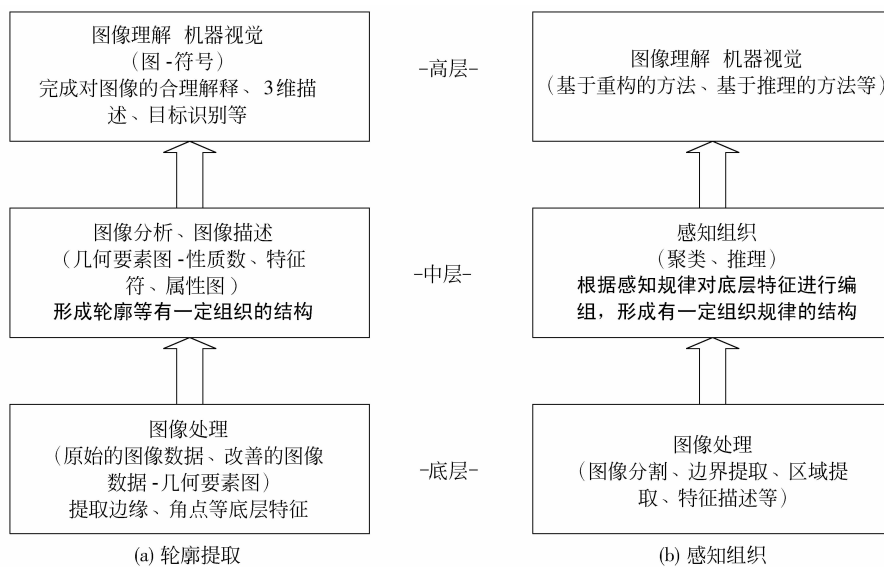 图像理解 机器视觉
(图-符号)
完成对图像的合理解释、3维描
述、目标识别等
-高层-
图像理解 机器视觉
(基于重构的方法、基于推理的方法等)
图像分析、图像描述
(几何要素图-性质数、特征
符、属性图)
形成轮廓等有一定组织的结构
-中层-
感知组织
(聚类、推理)
根据感知规律对底层特征进行编
组，形成有一定组织规律的结构
图像处理
(原始的图像数据、改善的图像
数据-几何要素图)
提取边缘、角点等底层特征
-底层-
图像处理
(图像分割、边界提取、区域提
取、特征描述等)
(a) 轮廓提取
(b) 感知组织